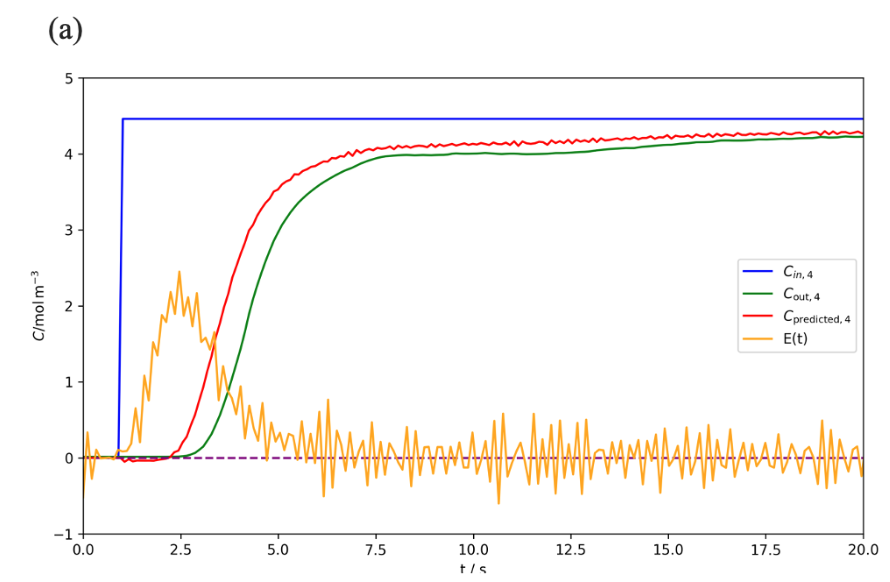 (a)
5
4
3
2
1
0
−1
C/mol m⁻³
C_in, 4
C_out, 4
C_predicted, 4
E(t)
0.0 2.5 5.0 7.5 10.0 12.5 15.0 17.5 20.0
t / s